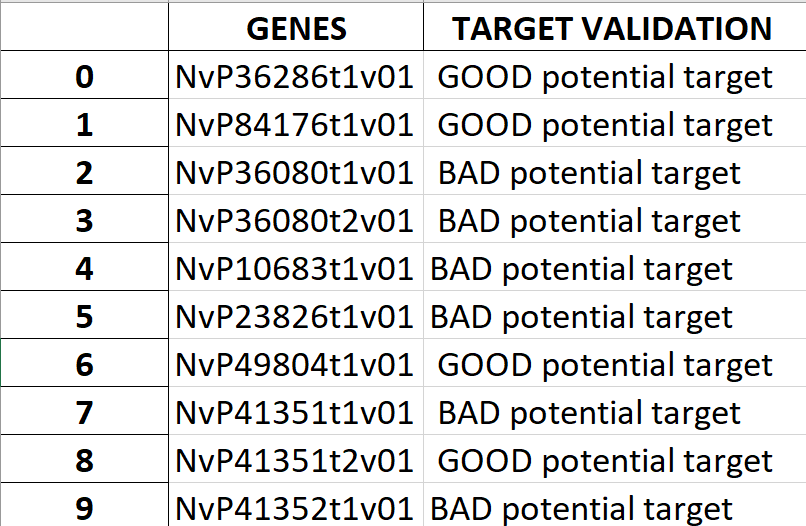 GENES TARGET VALIDATION
0 NvP36286t1v01 GOOD potential target
1 NvP84176t1v01 GOOD potential target
2 NvP36080t1v01 BAD potential target
3 NvP36080t2v01 BAD potential target
4 NvP10683t1v01 BAD potential target
5 NvP23826t1v01 BAD potential target
6 NvP49804t1v01 GOOD potential target
7 NvP41351t1v01 BAD potential target
8 NvP41351t2v01 GOOD potential target
9 NvP41352t1v01 BAD potential target